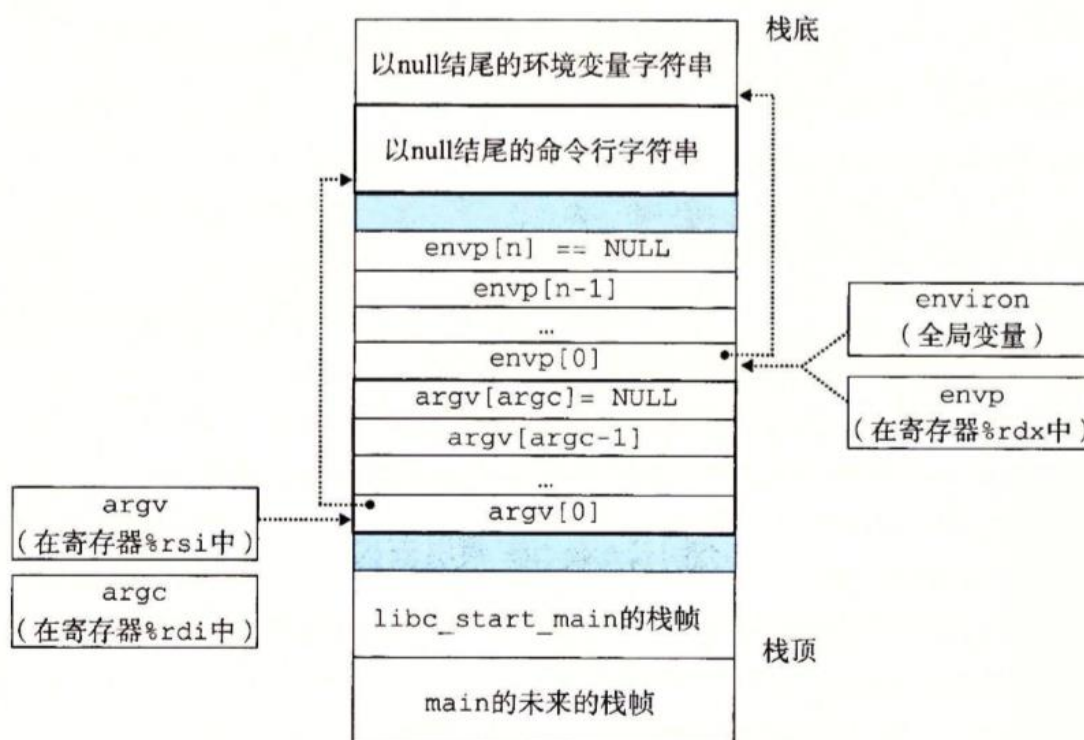 栈底
以null结尾的环境变量字符串
以null结尾的命令行字符串
envp[n] == NULL
envp[n-1]
…
envp[0]
argv[argc]= NULL
argv[argc-1]
…
argv[0]
libc_start_main的栈帧
栈顶
main的未来的栈帧
environ
(全局变量)
envp
(在寄存器%rdx中)
argv
(在寄存器%rsi中)
argc
(在寄存器%rdi中)